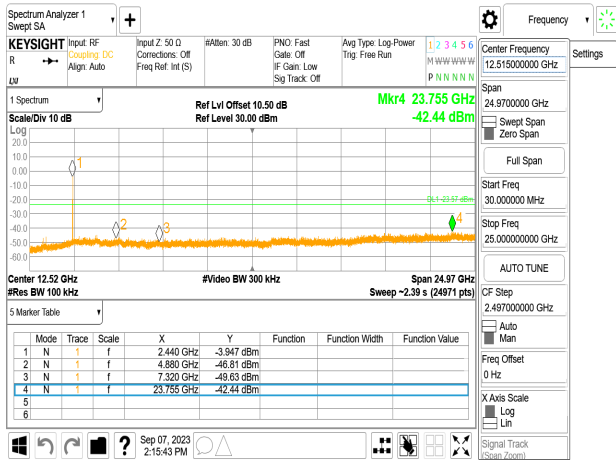 Spectrum Analyzer 1
Swept SA
+
Frequency
KEYSIGHT
R
Input: RF
Coupling: DC
Align: Auto
Input Z: 50 Ω
Corrections: Off
Freq Ref: Int (S)
#Atten: 30 dB
PNO: Fast
Gate: Off
IF Gain: Low
Sig Track: Off
Avg Type: Log-Power
Trig: Free Run
1 2 3 4 5 6
M W W W W W
P N N N N N
Center Frequency
12.515000000 GHz
Settings
Span
24.9700000 GHz
Swept Span
Zero Span
Full Span
Start Freq
30.000000 MHz
Stop Freq
25.000000000 GHz
AUTO TUNE
CF Step
2.497000000 GHz
Auto
Man
Freq Offset
0 Hz
X Axis Scale
Log
Lin
Signal Track
(Span Zoom)
1 Spectrum
Scale/Div 10 dB
Ref Lvl Offset 10.50 dB
Ref Level 30.00 dBm
Mkr4 23.755 GHz
-42.44 dBm
Log
20.0
10.0
0.00
-10.0
-20.0
-30.0
-40.0
-50.0
-60.0
1
2
3
4
DL1 -23.57 dBm
Center 12.52 GHz
#Video BW 300 kHz
Span 24.97 GHz
#Res BW 100 kHz
Sweep ~2.39 s (24971 pts)
5 Marker Table
Mode Trace Scale X Y Function Function Width Function Value
1 N 1 f 2.440 GHz -3.947 dBm
2 N 1 f 4.880 GHz -46.81 dBm
3 N 1 f 7.320 GHz -49.63 dBm
4 N 1 f 23.755 GHz -42.44 dBm
5
6
?
Sep 07, 2023
2:15:43 PM